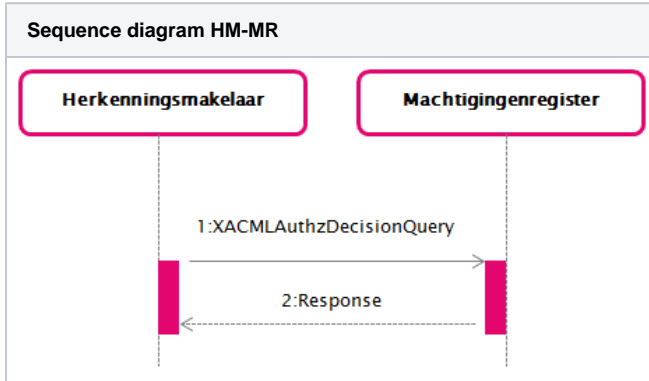 Sequence diagram HM-MR
Herkenningsmakelaar
Machtigingenregister
1:XACMLAuthzDecisionQuery
2:Response